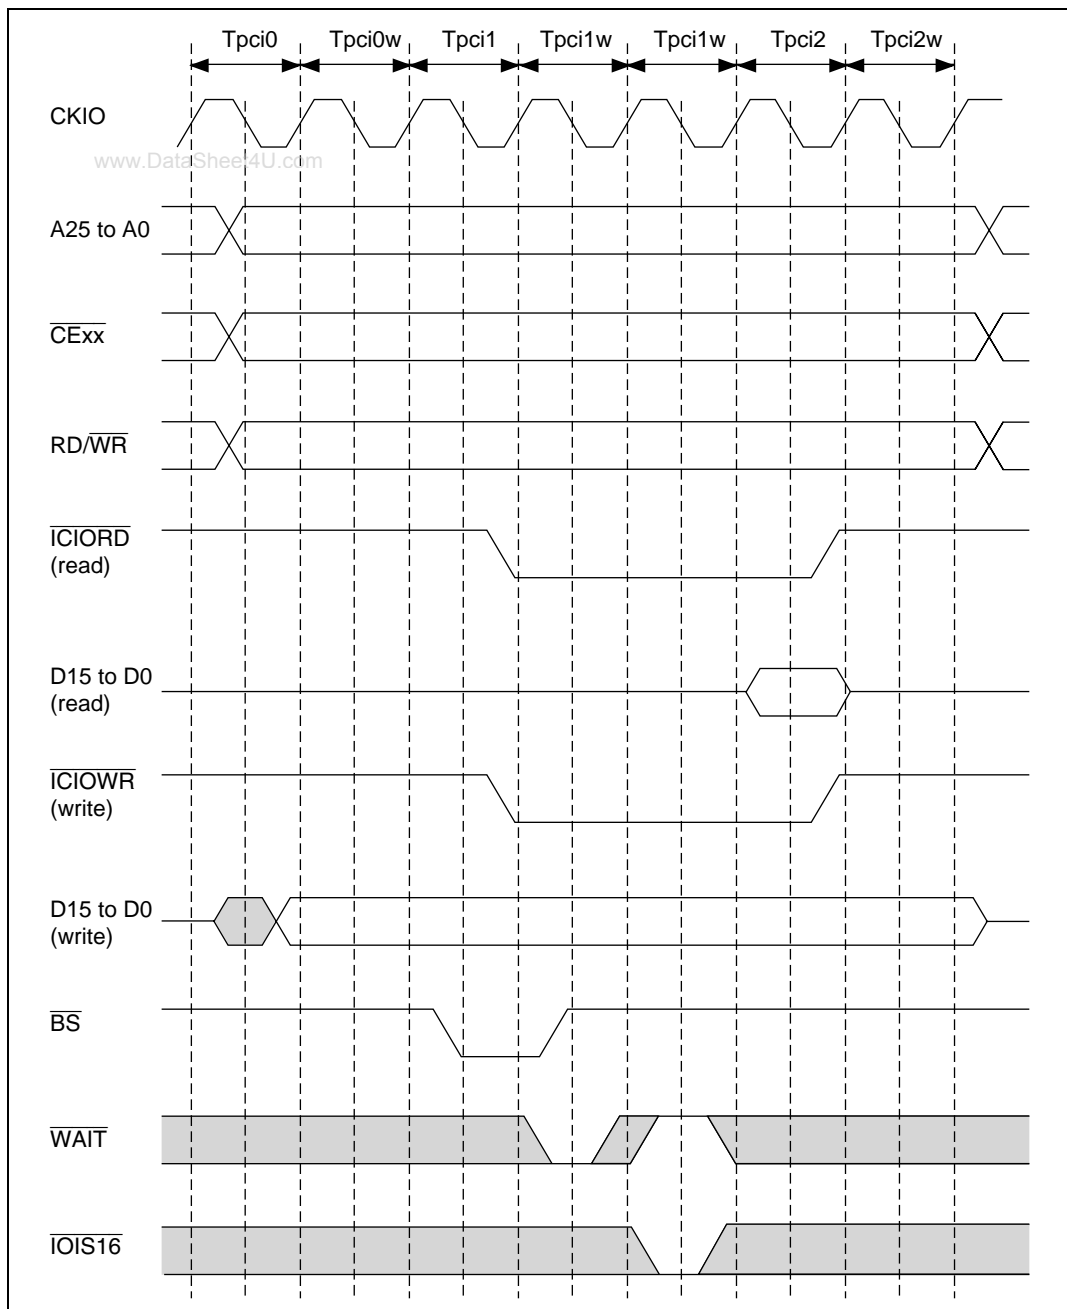 Tpci0 Tpci0w Tpci1 Tpci1w Tpci1w Tpci2 Tpci2w
CKIO
www.DataSheet4U.com
A25 to A0
CExx
RD/WR
ICIORD
(read)
D15 to D0
(read)
ICIOWR
(write)
D15 to D0
(write)
BS
WAIT
IOIS16